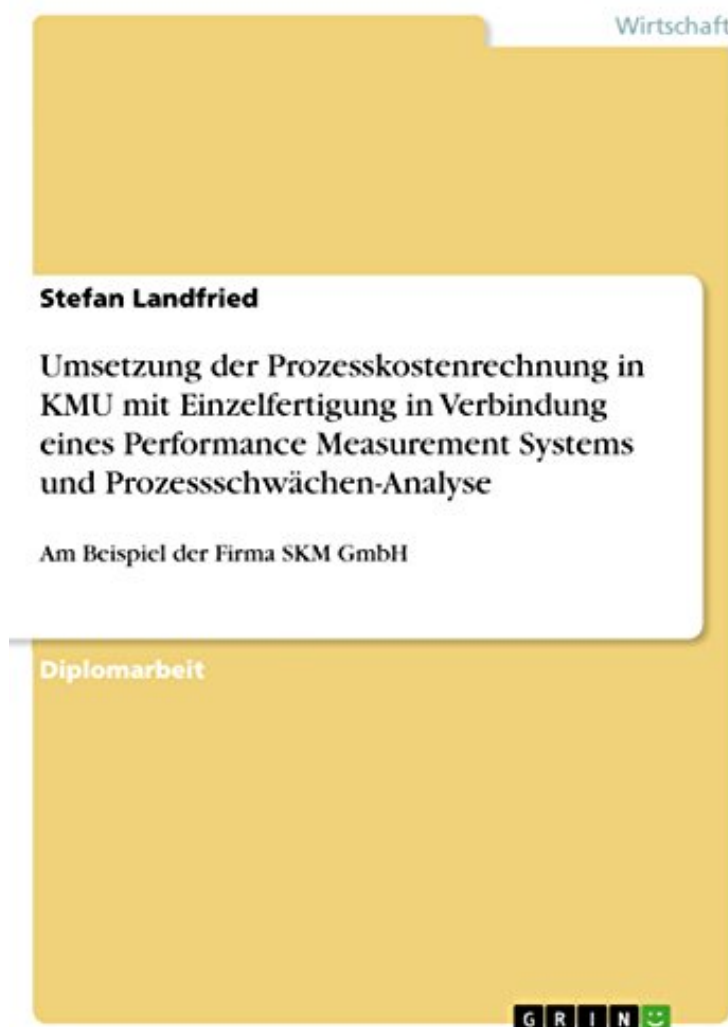 Wirtschaft
Stefan Landfried
Umsetzung der Prozesskostenrechnung in
KMU mit Einzelfertigung in Verbindung
eines Performance Measurement Systems
und Prozessschwächen-Analyse
Am Beispiel der Firma SKM GmbH
Diplomarbeit
GRIN